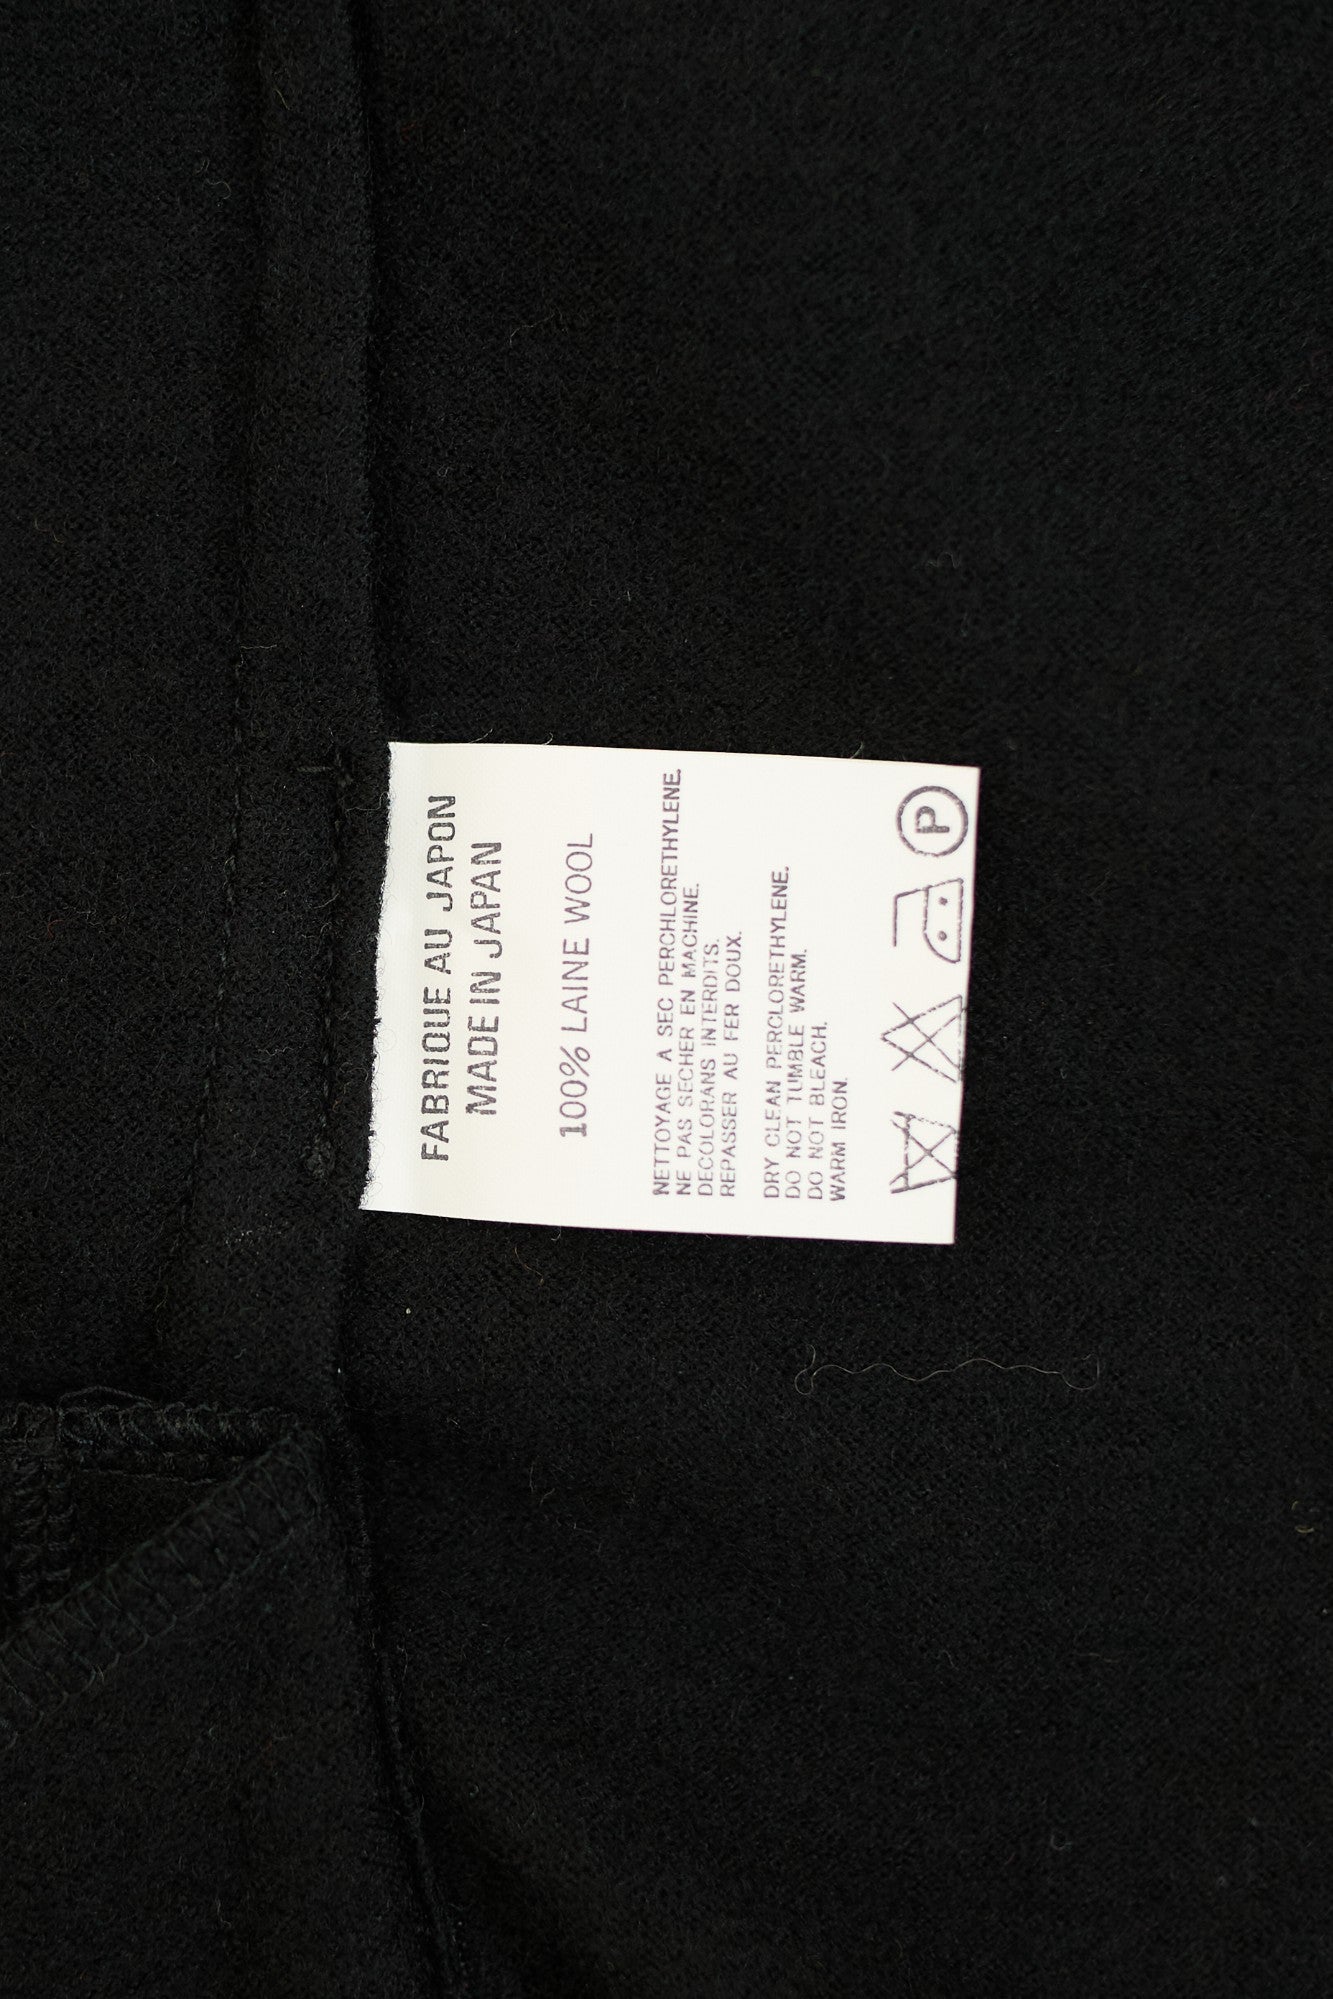 FABRIQUE AU JAPON
MADE IN JAPAN
100% LAINE WOOL
NETTOYAGE A SEC PERCHLORETHYLENE.
NE PAS SECHER EN MACHINE.
DECOLORANS INTERDITS.
REPASSER AU FER DOUX.
DRY CLEAN PERCLORETHYLENE.
DO NOT TUMBLE WARM.
DO NOT BLEACH.
WARM IRON.
P